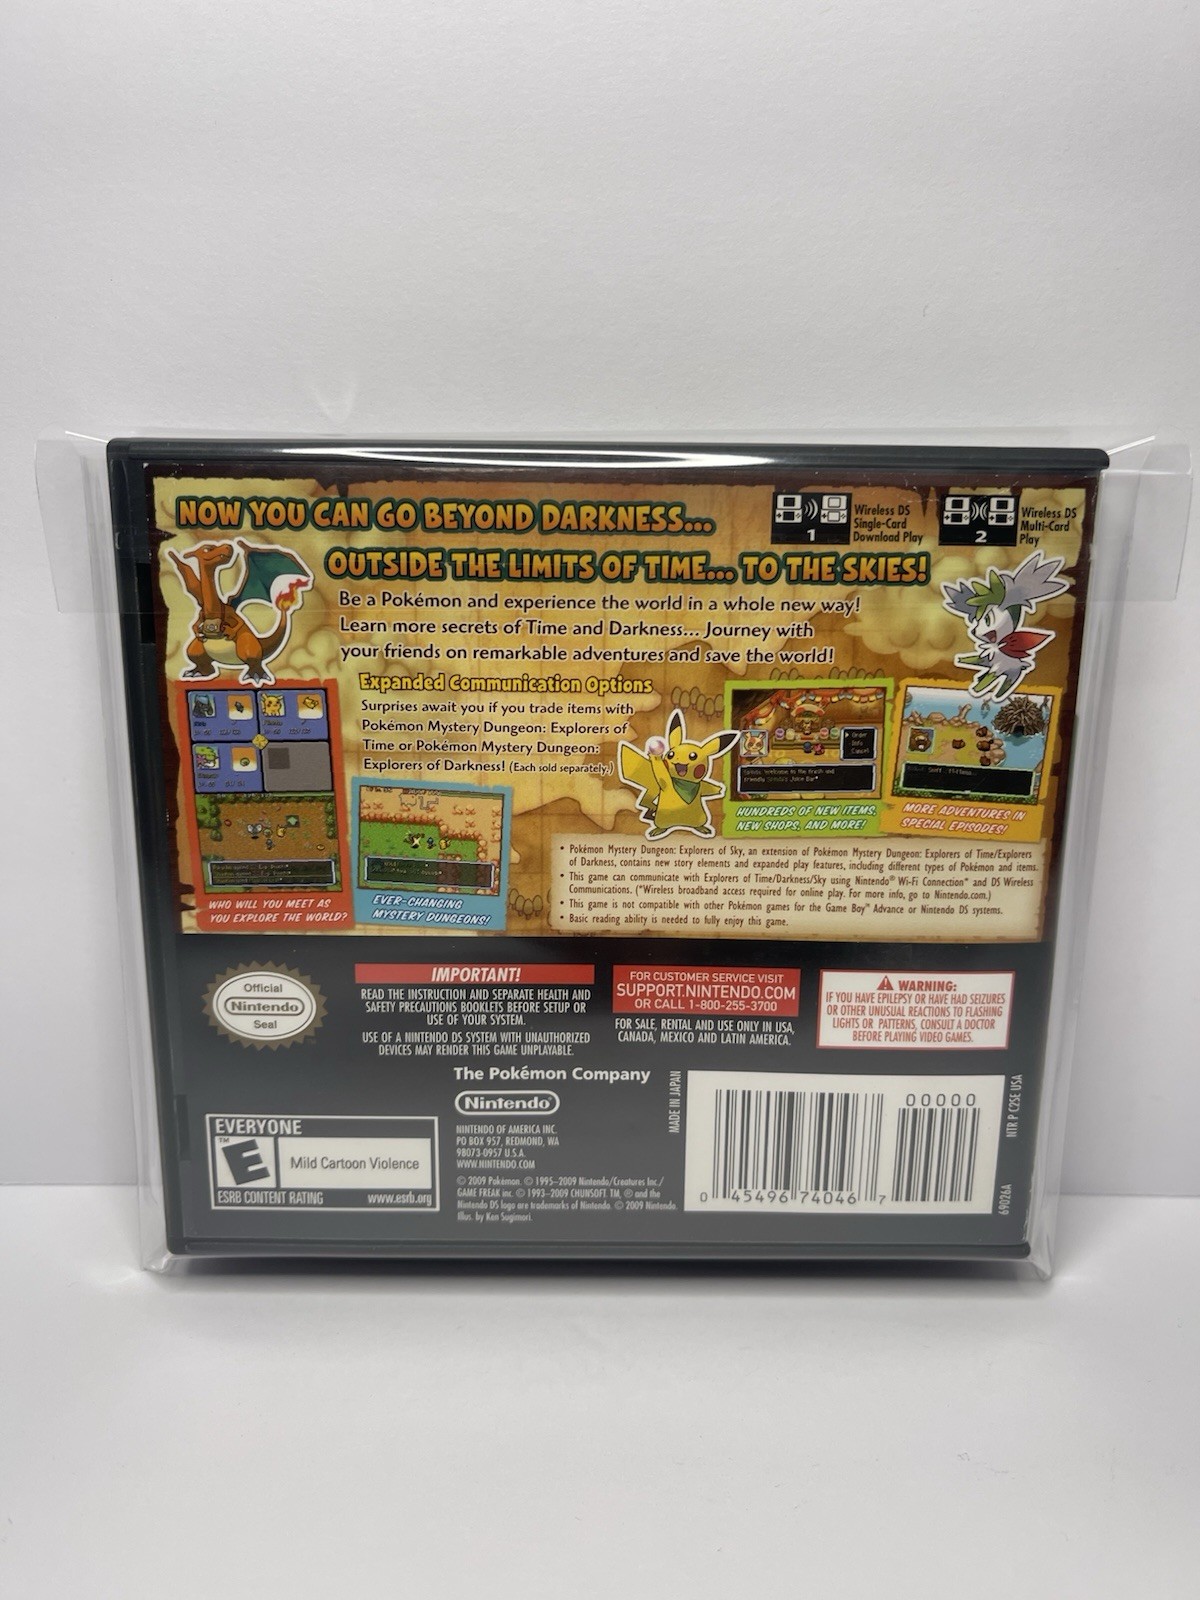 NOW YOU CAN GO BEYOND DARKNESS...
1
Wireless DS
Single-Card
Download Play
2
Wireless DS
Multi-Card
Play
OUTSIDE THE LIMITS OF TIME... TO THE SKIES!
Be a Pokémon and experience the world in a whole new way!
Learn more secrets of Time and Darkness... Journey with
your friends on remarkable adventures and save the world!
Expanded Communication Options
Surprises await you if you trade items with
Pokémon Mystery Dungeon: Explorers of
Time or Pokémon Mystery Dungeon:
Explorers of Darkness! (Each sold separately.)
WHO WILL YOU MEET AS
YOU EXPLORE THE WORLD?
EVER-CHANGING
MYSTERY DUNGEONS!
HUNDREDS OF NEW ITEMS,
NEW SHOPS, AND MORE!
MORE ADVENTURES IN
SPECIAL EPISODES!
• Pokémon Mystery Dungeon: Explorers of Sky, an extension of Pokémon Mystery Dungeon: Explorers of Time/Explorers
of Darkness, contains new story elements and expanded play features, including different types of Pokémon and items.
• This game can communicate with Explorers of Time/Darkness/Sky using Nintendo® Wi-Fi Connection* and DS Wireless
Communications. (*Wireless broadband access required for online play. For more info, go to Nintendo.com.)
• This game is not compatible with other Pokémon games for the Game Boy® Advance or Nintendo DS systems.
• Basic reading ability is needed to fully enjoy this game.
Official
Nintendo
Seal
IMPORTANT!
READ THE INSTRUCTION AND SEPARATE HEALTH AND
SAFETY PRECAUTIONS BOOKLETS BEFORE SETUP OR
USE OF YOUR SYSTEM.
USE OF A NINTENDO DS SYSTEM WITH UNAUTHORIZED
DEVICES MAY RENDER THIS GAME UNPLAYABLE.
FOR CUSTOMER SERVICE VISIT
SUPPORT.NINTENDO.COM
OR CALL 1-800-255-3700
FOR SALE, RENTAL AND USE ONLY IN USA,
CANADA, MEXICO AND LATIN AMERICA.
WARNING:
IF YOU HAVE EPILEPSY OR HAVE HAD SEIZURES
OR OTHER UNUSUAL REACTIONS TO FLASHING
LIGHTS OR PATTERNS, CONSULT A DOCTOR
BEFORE PLAYING VIDEO GAMES.
The Pokémon Company
Nintendo®
NINTENDO OF AMERICA INC.
PO BOX 957, REDMOND, WA
98073-0957 U.S.A.
WWW.NINTENDO.COM
© 2009 Pokémon. © 1995–2009 Nintendo/Creatures Inc./
GAME FREAK inc. © 1993–2009 CHUNSOFT. TM, ® and the
Nintendo DS logo are trademarks of Nintendo. © 2009 Nintendo.
Illus. by Ken Sugimori.
EVERYONE
E
TM
Mild Cartoon Violence
ESRB CONTENT RATING
www.esrb.org
MADE IN JAPAN
00000
0 45496 74046 7
NTR P C2SE USA
69026A